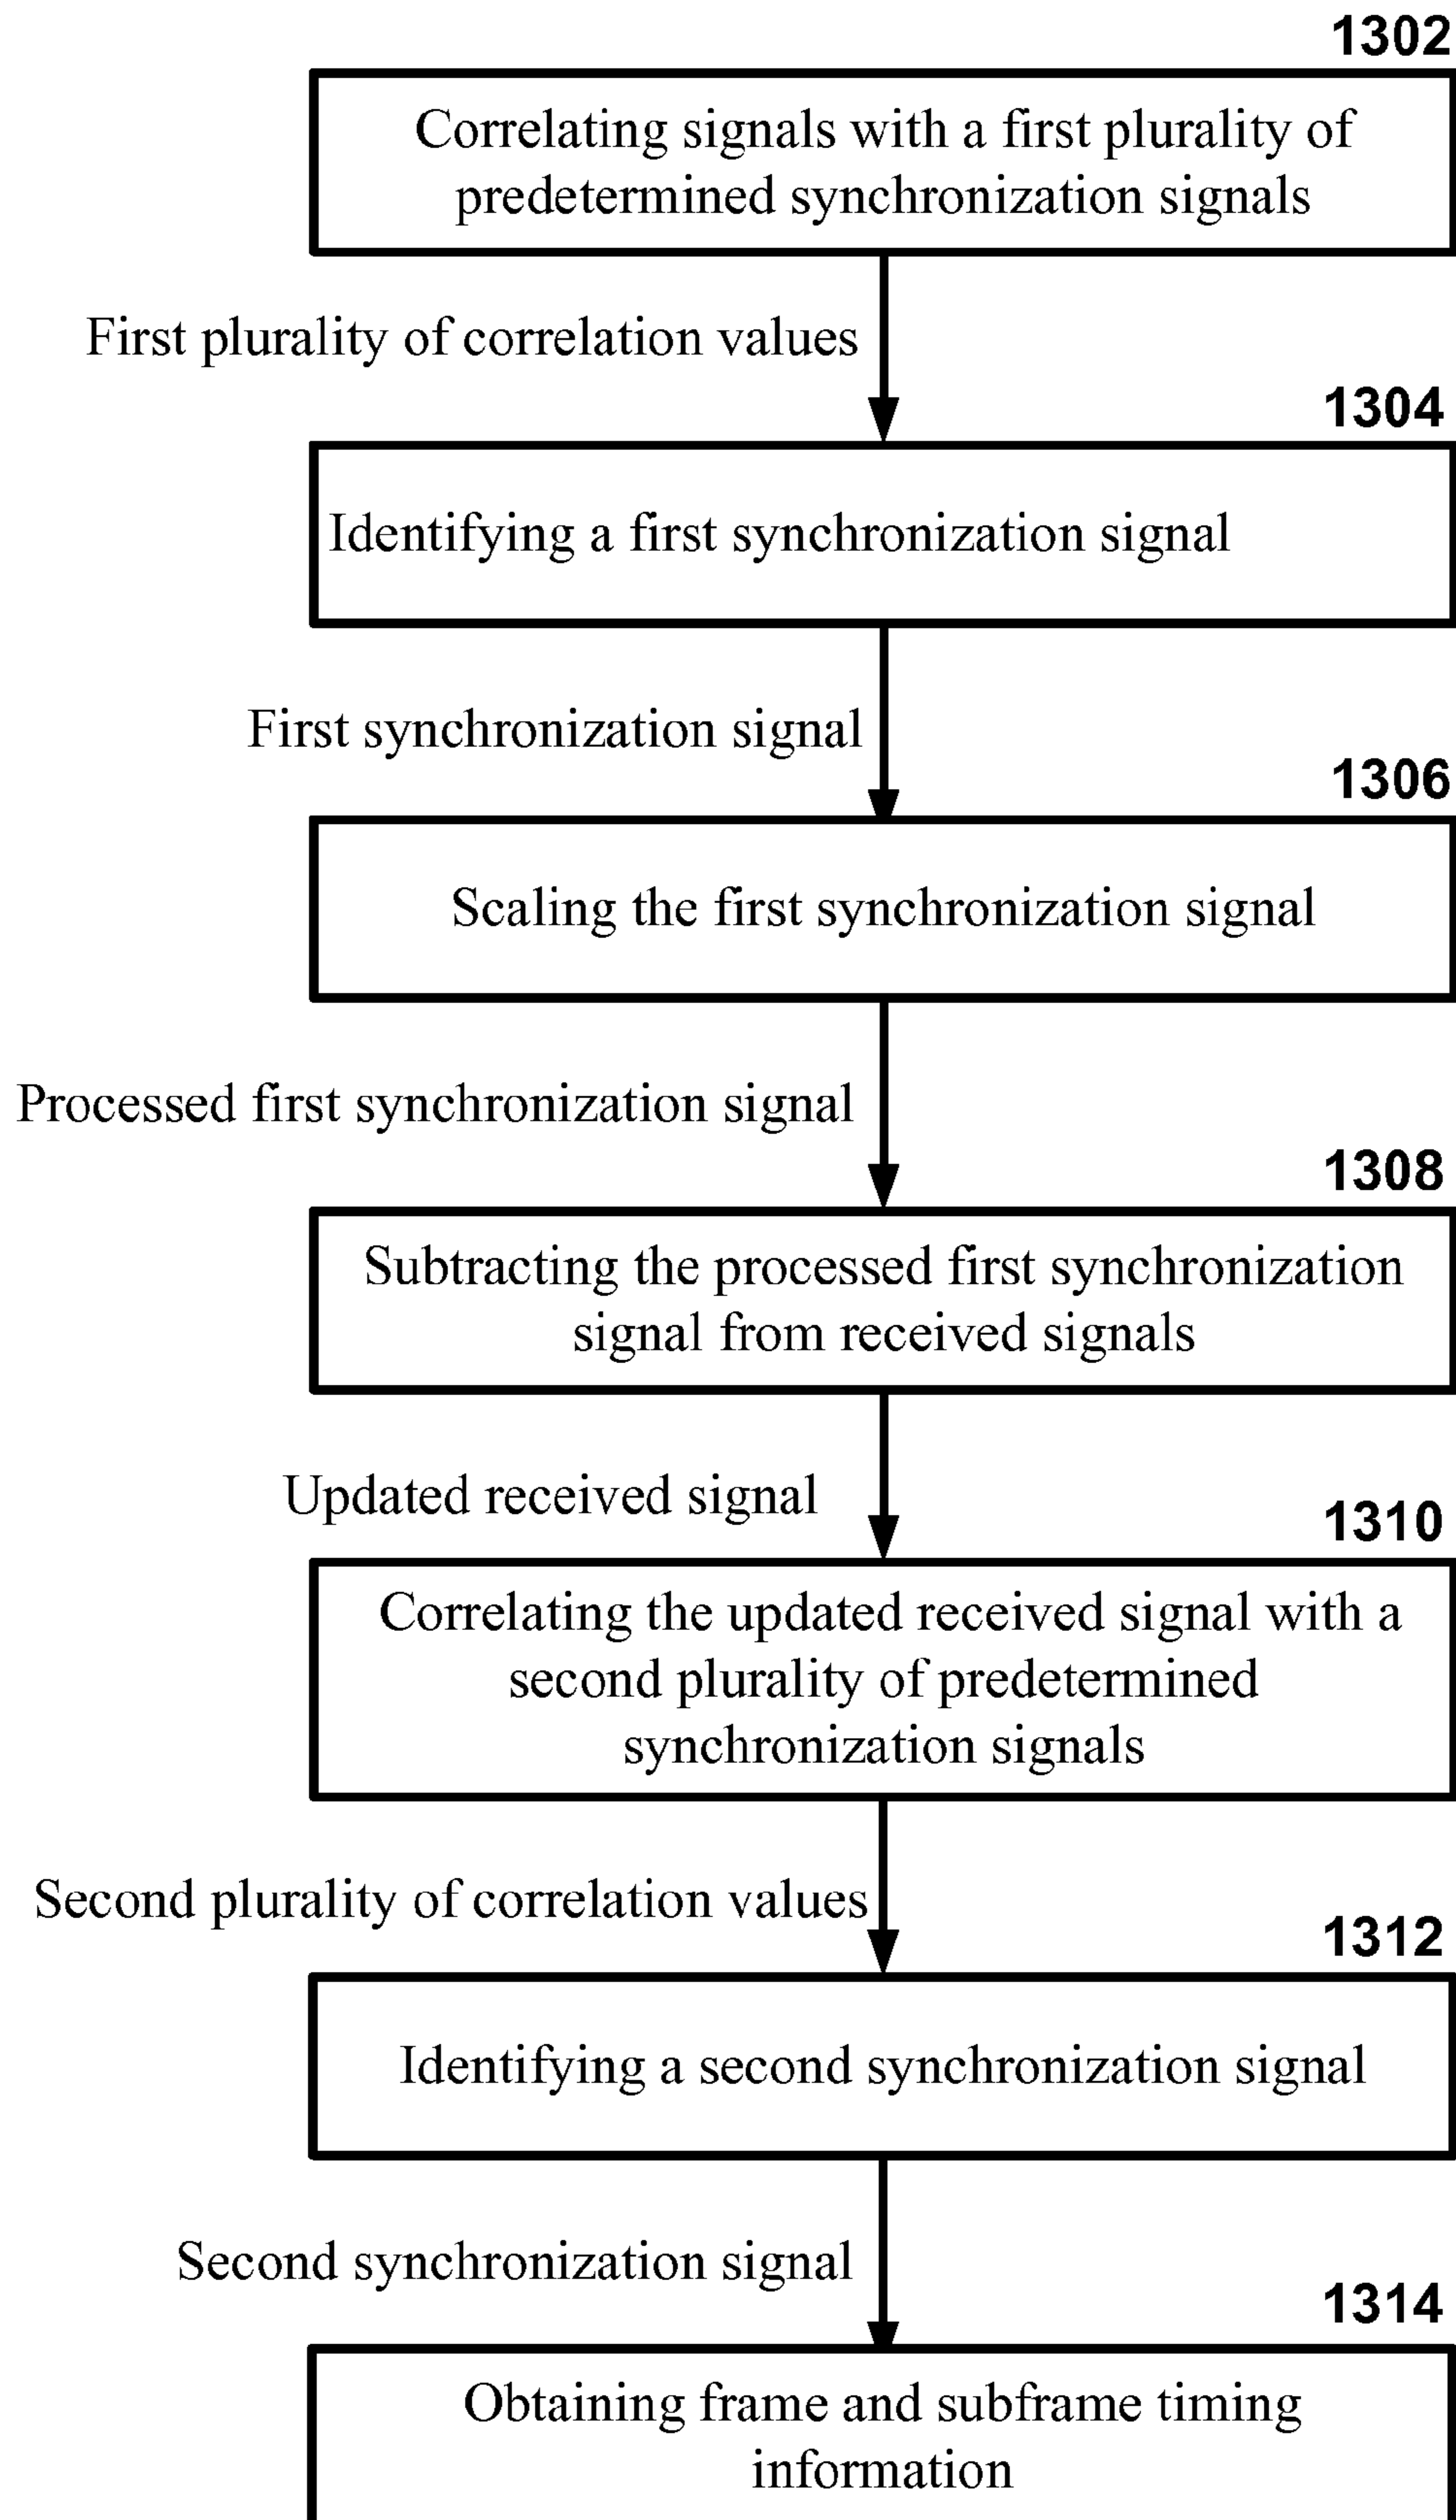 1302
Correlating signals with a first plurality of
predetermined synchronization signals
First plurality of correlation values
1304
Identifying a first synchronization signal
First synchronization signal
1306
Scaling the first synchronization signal
Processed first synchronization signal
1308
Subtracting the processed first synchronization
signal from received signals
Updated received signal
1310
Correlating the updated received signal with a
second plurality of predetermined
synchronization signals
Second plurality of correlation values
1312
Identifying a second synchronization signal
Second synchronization signal
1314
Obtaining frame and subframe timing
information